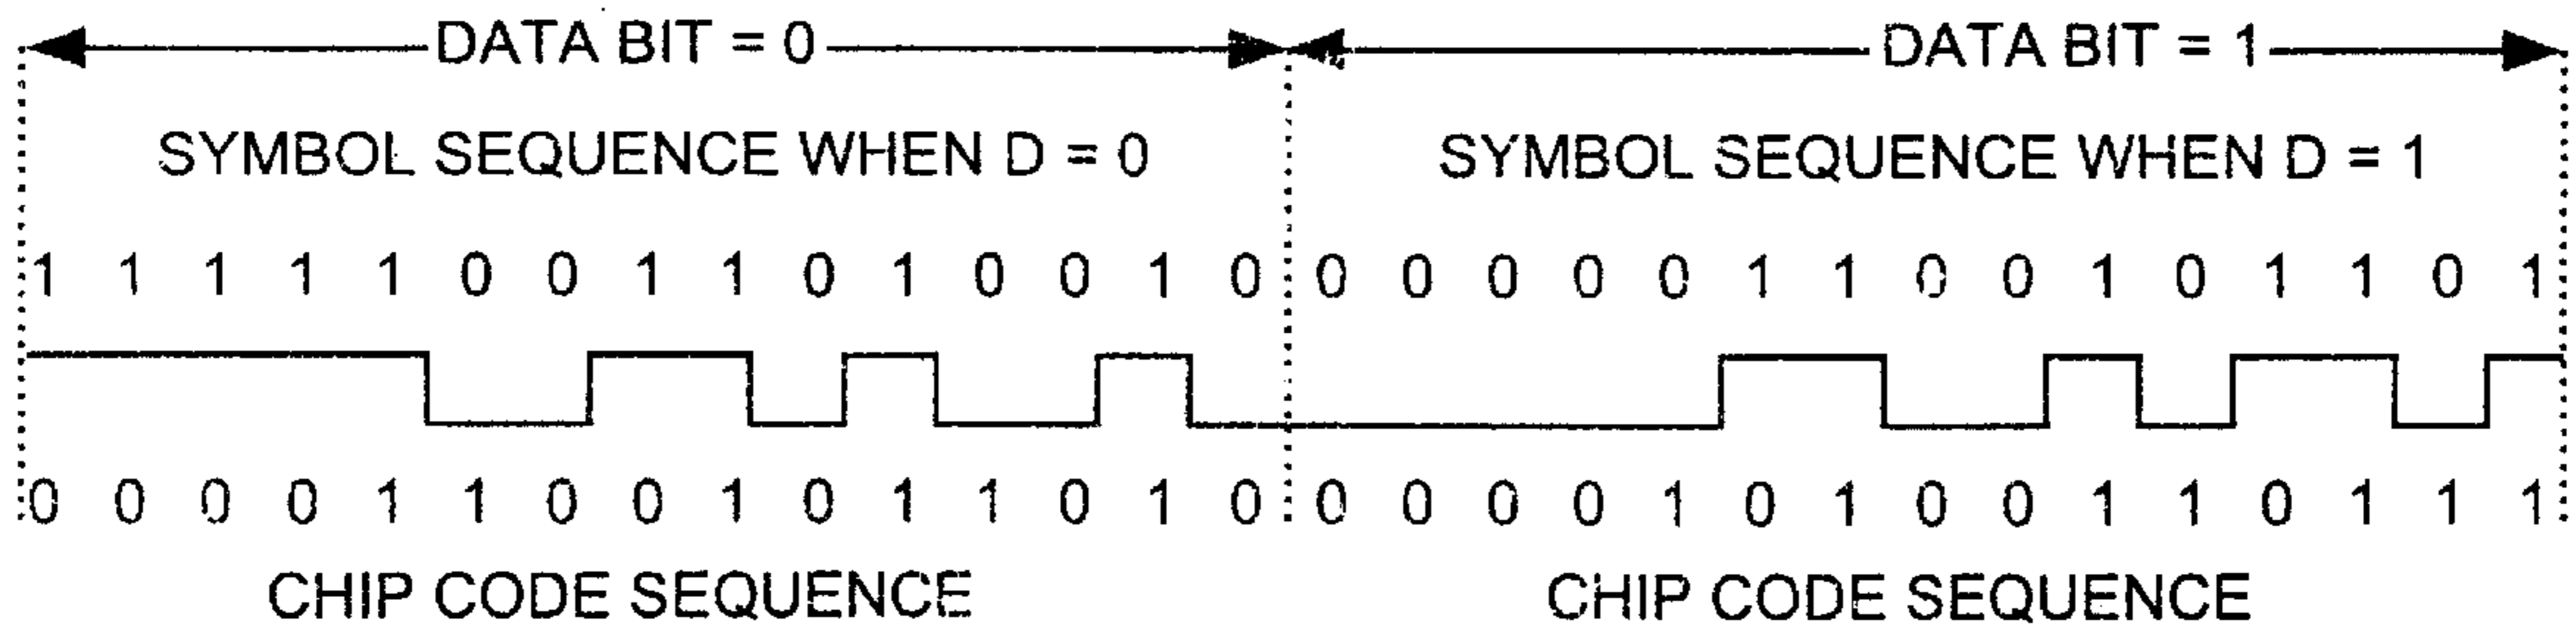 DATA BIT = 0 DATA BIT = 1
SYMBOL SEQUENCE WHEN D = 0 SYMBOL SEQUENCE WHEN D = 1
1 1 1 1 1 0 0 1 1 0 1 0 0 1 0 0 0 0 0 0 1 1 0 0 1 0 1 1 0 1
0 0 0 0 1 1 0 0 1 0 1 1 0 1 0 0 0 0 0 1 0 1 0 0 1 1 0 1 1 1
CHIP CODE SEQUENCE CHIP CODE SEQUENCE